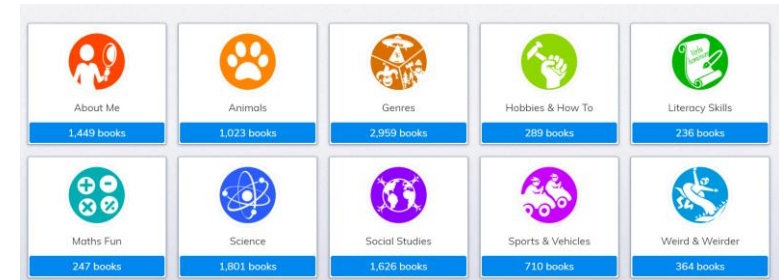 About Me
1,449 books
Animals
1,023 books
Genres
2,959 books
Hobbies & How To
289 books
Literacy Skills
236 books
Maths Fun
247 books
Science
1,801 books
Social Studies
1,626 books
Sports & Vehicles
710 books
Weird & Weirder
364 books